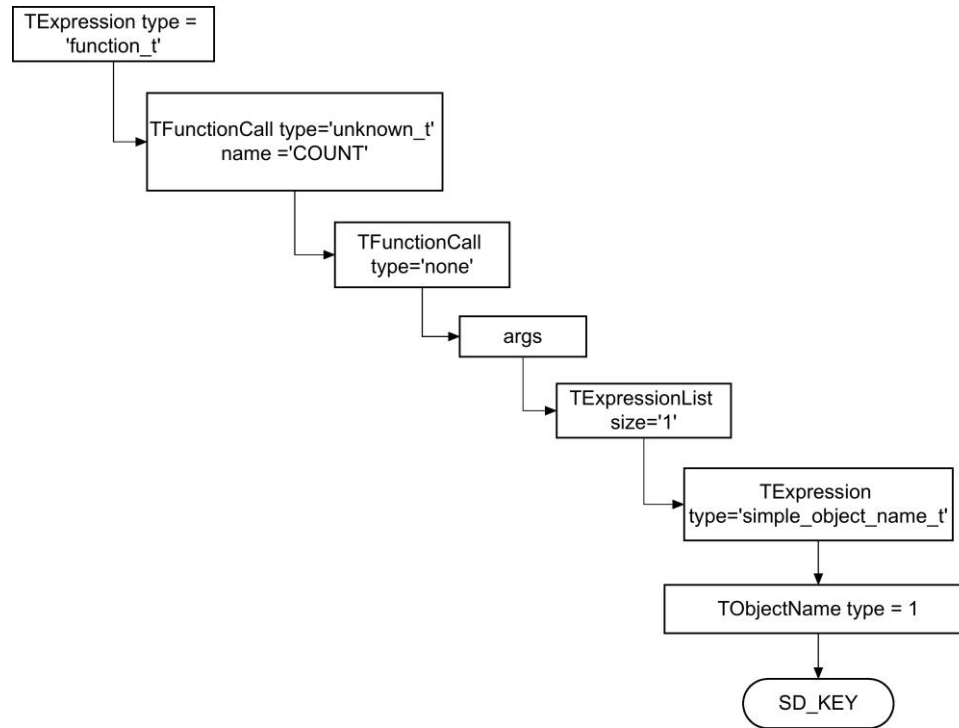 TExpression type =
'function_t'
TFunctionCall type='unknown_t'
name ='COUNT'
TFunctionCall
type='none'
args
TExpressionList
size='1'
TExpression
type='simple_object_name_t'
TObjectName type = 1
SD_KEY